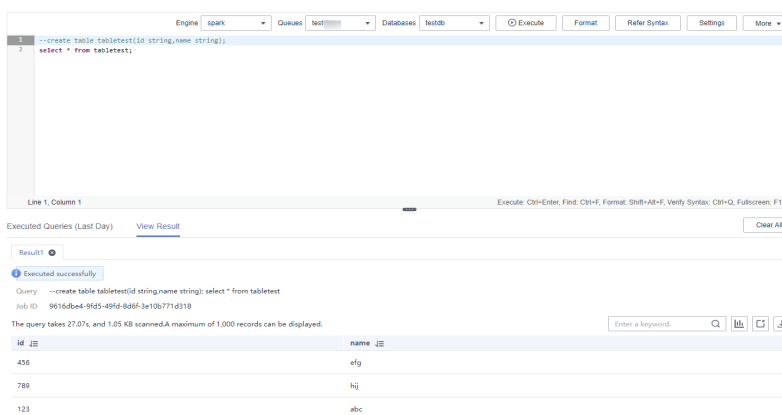 Engine spark Queues test Databases testdb Execute Format Refer Syntax Settings More
1 --create table tabletest(id string,name string);
2 select * from tabletest;
Line 1, Column 1 Execute: Ctrl+Enter, Find: Ctrl+F, Format: Shift+Alt+F, Verify Syntax: Ctrl+Q, Fullscreen: F1
Executed Queries (Last Day) View Result Clear All
Result1
Executed successfully
Query --create table tabletest(id string,name string); select * from tabletest
Job ID 9616dbe4-9fd5-49fd-8d6f-3e10b771d318
The query takes 27.07s, and 1.05 KB scanned.A maximum of 1,000 records can be displayed. Enter a keyword.
id name
456 efg
789 hij
123 abc